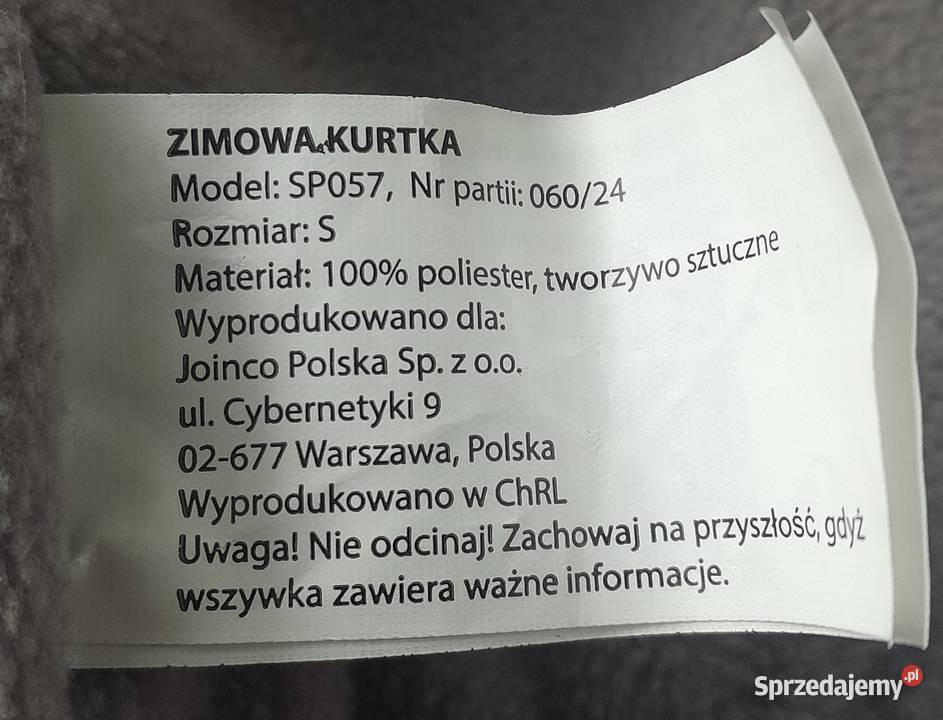 ZIMOWA KURTKA
Model: SP057, Nr partii: 060/24
Rozmiar: S
Materiał: 100% poliester, tworzywo sztuczne
Wyprodukowano dla:
Joinco Polska Sp. z o.o.
ul. Cybernetyki 9
02-677 Warszawa, Polska
Wyprodukowano w ChRL
Uwaga! Nie odcinaj! Zachowaj na przyszłość, gdyż
wszywka zawiera ważne informacje.
Sprzedajemy.pl